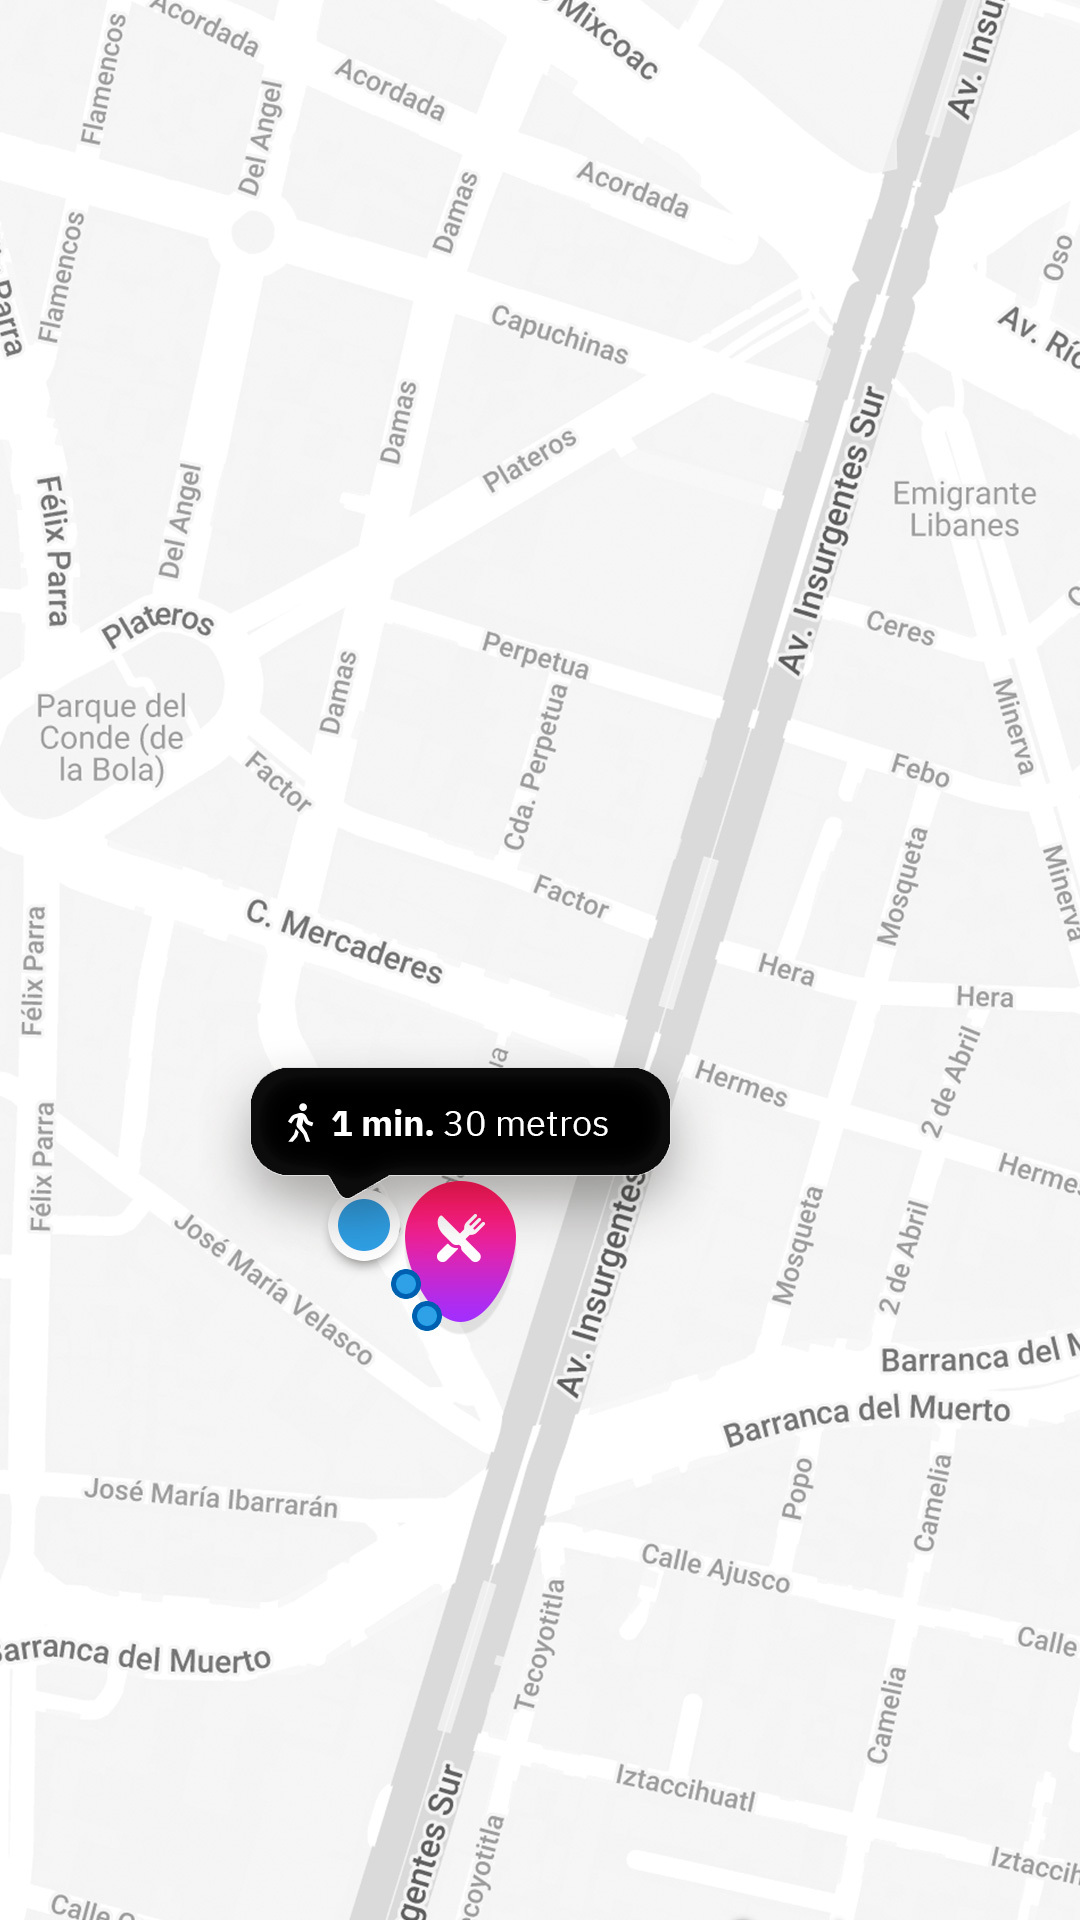 Flamencos
Acordada
Mixcoac
Av. Insu
Acordada
Del Angel
Damas
Acordada
Flamencos
Parra
Oso
Capuchinas
Av. Río
Damas
Plateros
Av. Insurgentes Sur
Félix Parra
Del Angel
Emigrante
Libanes
Plateros
Ceres
Perpetua
Parque del
Conde (de
la Bola)
Damas
Cda. Perpetua
Minerva
Factor
Febo
Factor
Mosqueta
Minerva
C. Mercaderes
Félix Parra
Hera
Hera
2 de Abril
Hermes
1 min. 30 metros
Félix Parra
Hermes
José María Velasco
Mosqueta
2 de Abril
Av. Insurgentes
Barranca del M
Barranca del Muerto
José María Ibarrarán
Popo
Camelia
Calle Ajusco
Tecoyotitla
Calle
arranca del Muerto
Camelia
Iztaccihuatl
gentes Sur
ecoyotitla
Iztaccih
Calle